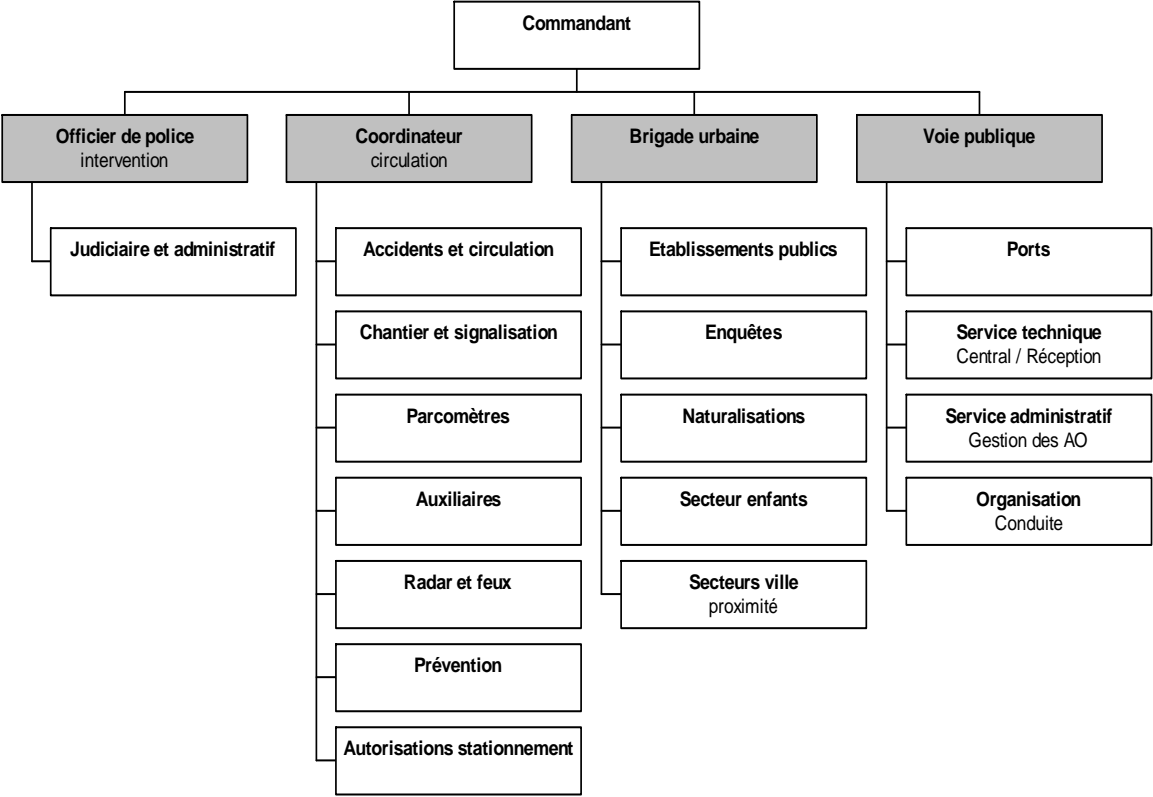 Commandant
Officier de police
intervention
Coordinateur
circulation
Brigade urbaine
Voie publique
Judiciaire et administratif
Accidents et circulation
Chantier et signalisation
Parcomètres
Auxiliaires
Radar et feux
Prévention
Autorisations stationnement
Etablissements publics
Enquêtes
Naturalisations
Secteur enfants
Secteurs ville
proximité
Ports
Service technique
Central / Réception
Service administratif
Gestion des AO
Organisation
Conduite